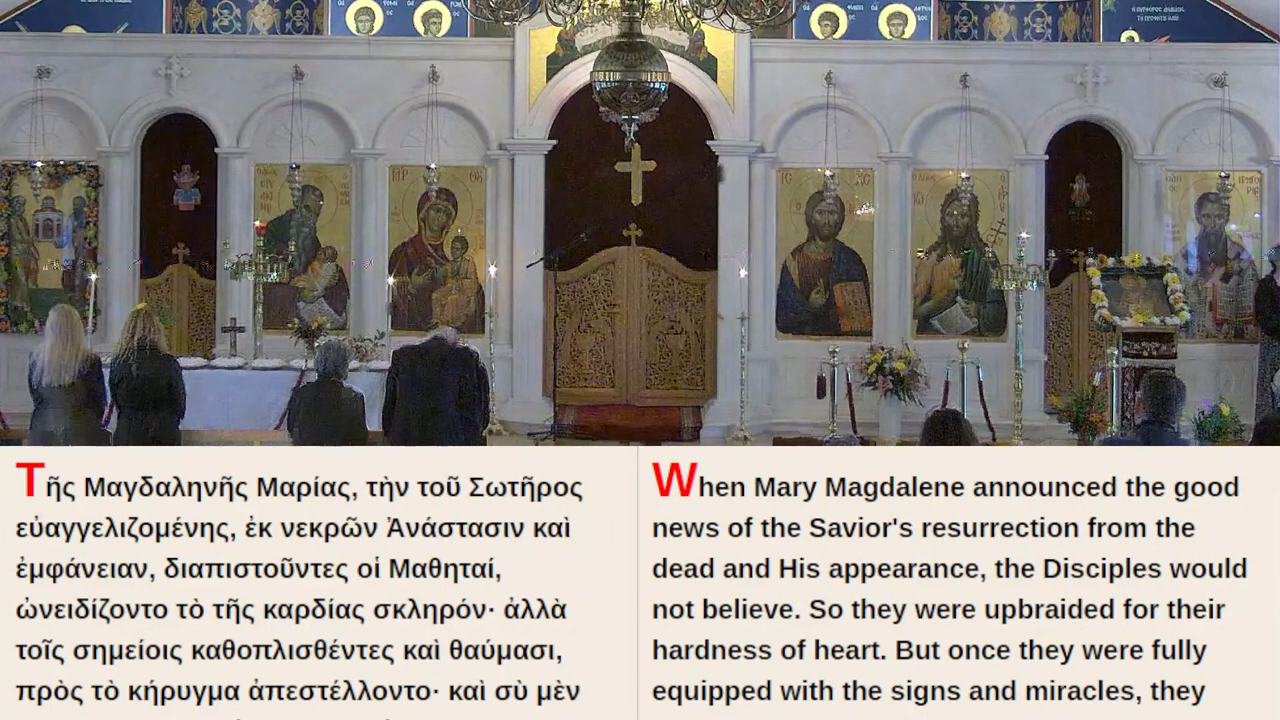 ΜΡ ΘΥ
ΙC ΧC
Τῆς Μαγδαληνῆς Μαρίας, τὴν τοῦ Σωτῆρος
εὐαγγελιζομένης, ἐκ νεκρῶν Ἀνάστασιν καὶ
ἐμφάνειαν, διαπιστοῦντες οἱ Μαθηταί,
ὠνειδίζοντο τὸ τῆς καρδίας σκληρόν· ἀλλὰ
τοῖς σημείοις καθοπλισθέντες καὶ θαύμασι,
πρὸς τὸ κήρυγμα ἀπεστέλλοντο· καὶ σὺ μὲν
When Mary Magdalene announced the good
news of the Savior's resurrection from the
dead and His appearance, the Disciples would
not believe. So they were upbraided for their
hardness of heart. But once they were fully
equipped with the signs and miracles, they